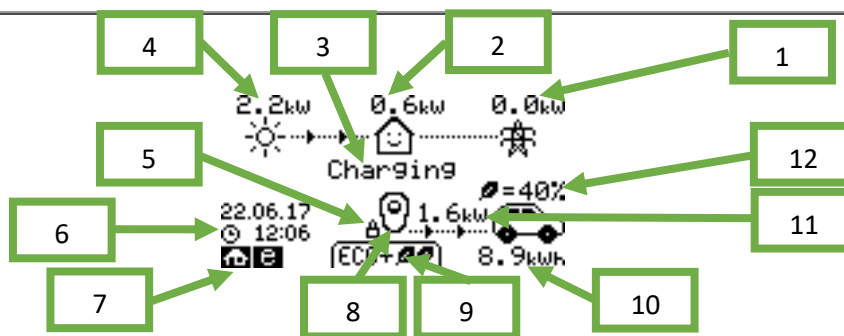 4
3
2
1
2.2kW
0.6kW
0.0kW
Charging
5
12
=40%
22.06.17
1.6kW
11
6
12:06
e
ECO+
8.9kWh
7
8
9
10